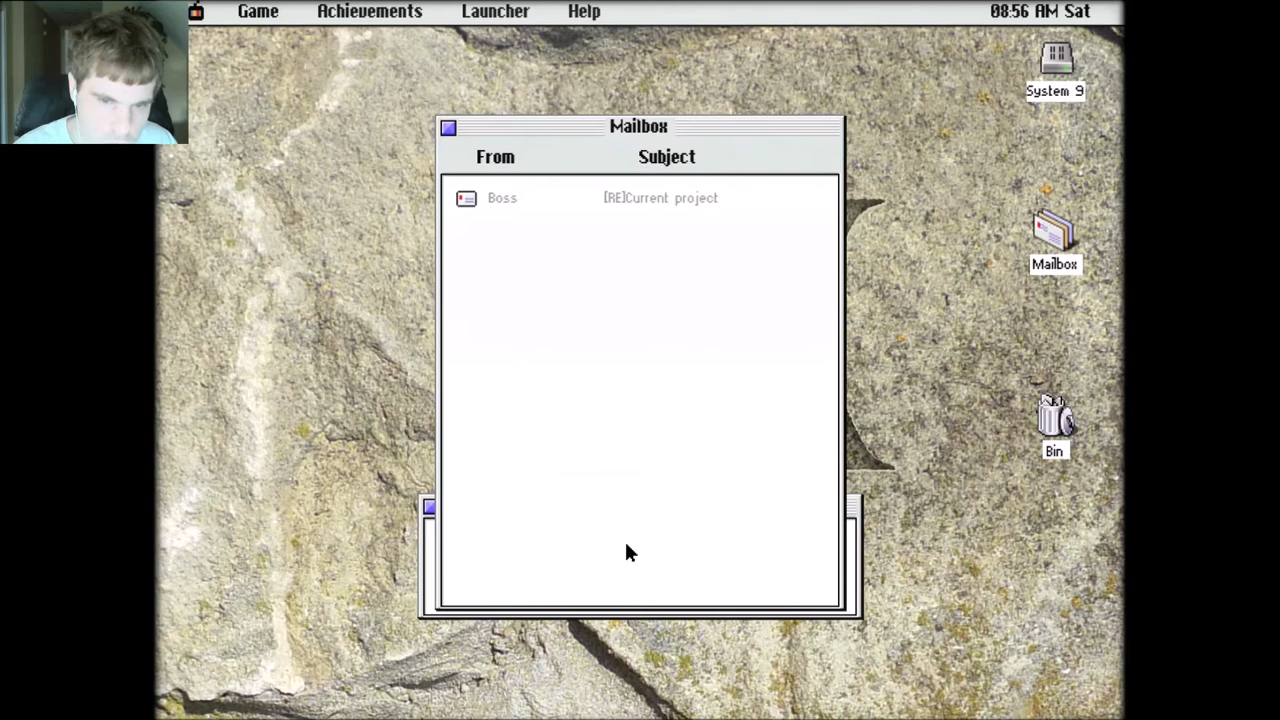 Game Achievements Launcher Help 08:56 AM Sat
System 9
Mailbox
From Subject
Boss [RE]Current project
Mailbox
Bin